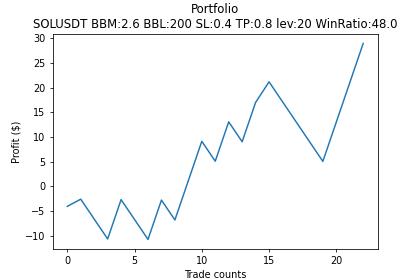 Portfolio
SOLUSDT BBM:2.6 BBL:200 SL:0.4 TP:0.8 lev:20 WinRatio:48.0
30
25
20
15
10
5
0
−5
−10
Profit ($)
0 5 10 15 20
Trade counts